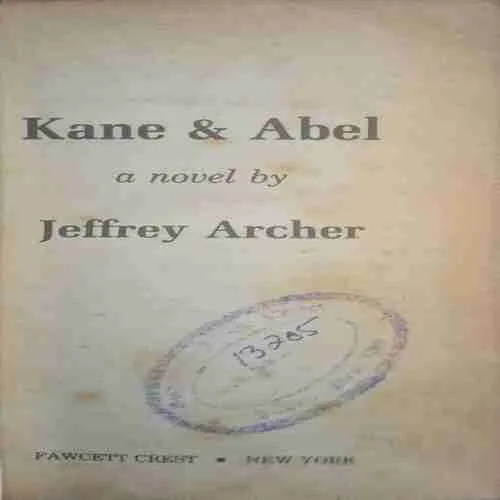 Kane & Abel
a novel by
Jeffrey Archer
13205
FAWCETT CREST ▪ NEW YORK